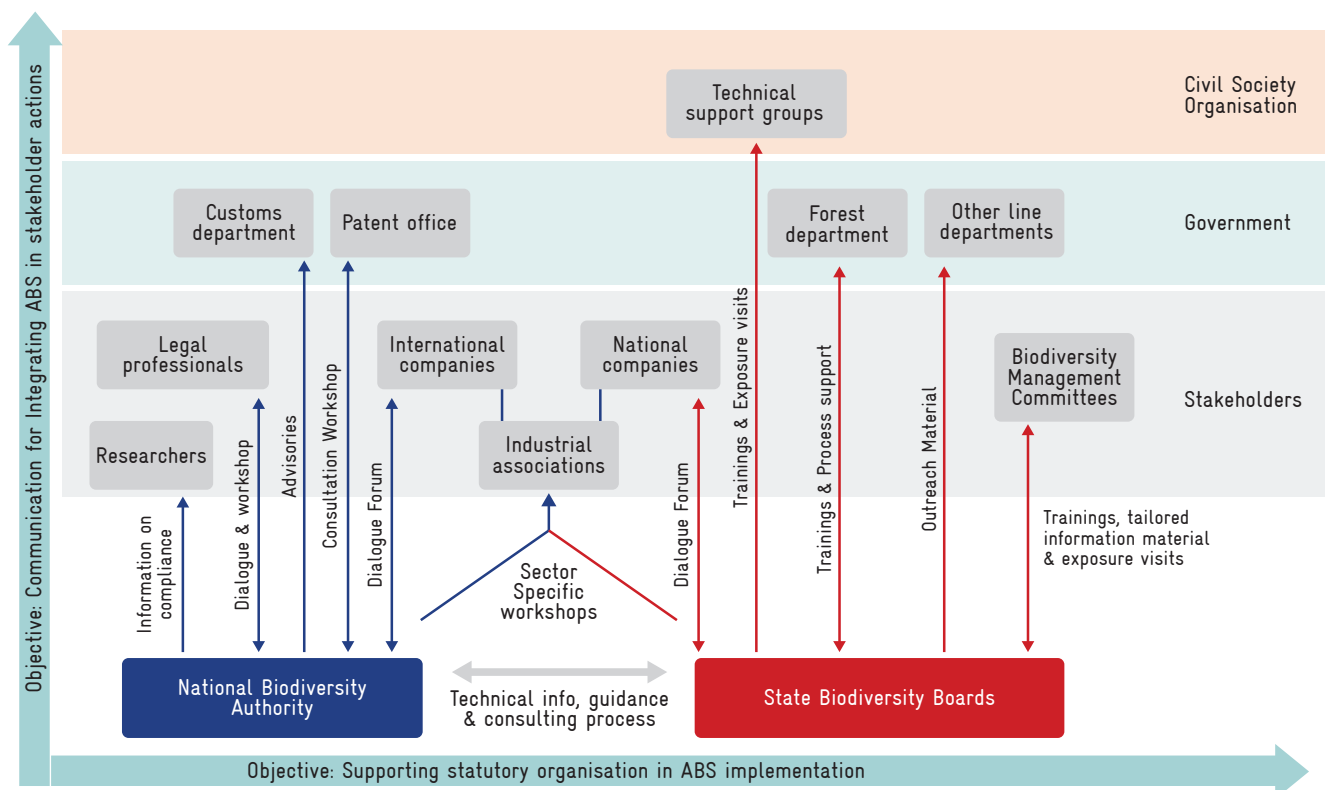 Objective: Communication for Integrating ABS in stakeholder actions
Civil Society
Organisation
Technical
support groups
Government
Customs
department
Patent office
Forest
department
Other line
departments
Stakeholders
Legal
professionals
International
companies
National
companies
Biodiversity
Management
Committees
Researchers
Industrial
associations
Information on
compliance
Dialogue & workshop
Advisories
Consultation Workshop
Dialogue Forum
Sector
Specific
workshops
Dialogue Forum
Trainings & Exposure visits
Trainings & Process support
Outreach Material
Trainings, tailored
information material
& exposure visits
National Biodiversity
Authority
Technical info, guidance
& consulting process
State Biodiversity Boards
Objective: Supporting statutory organisation in ABS implementation